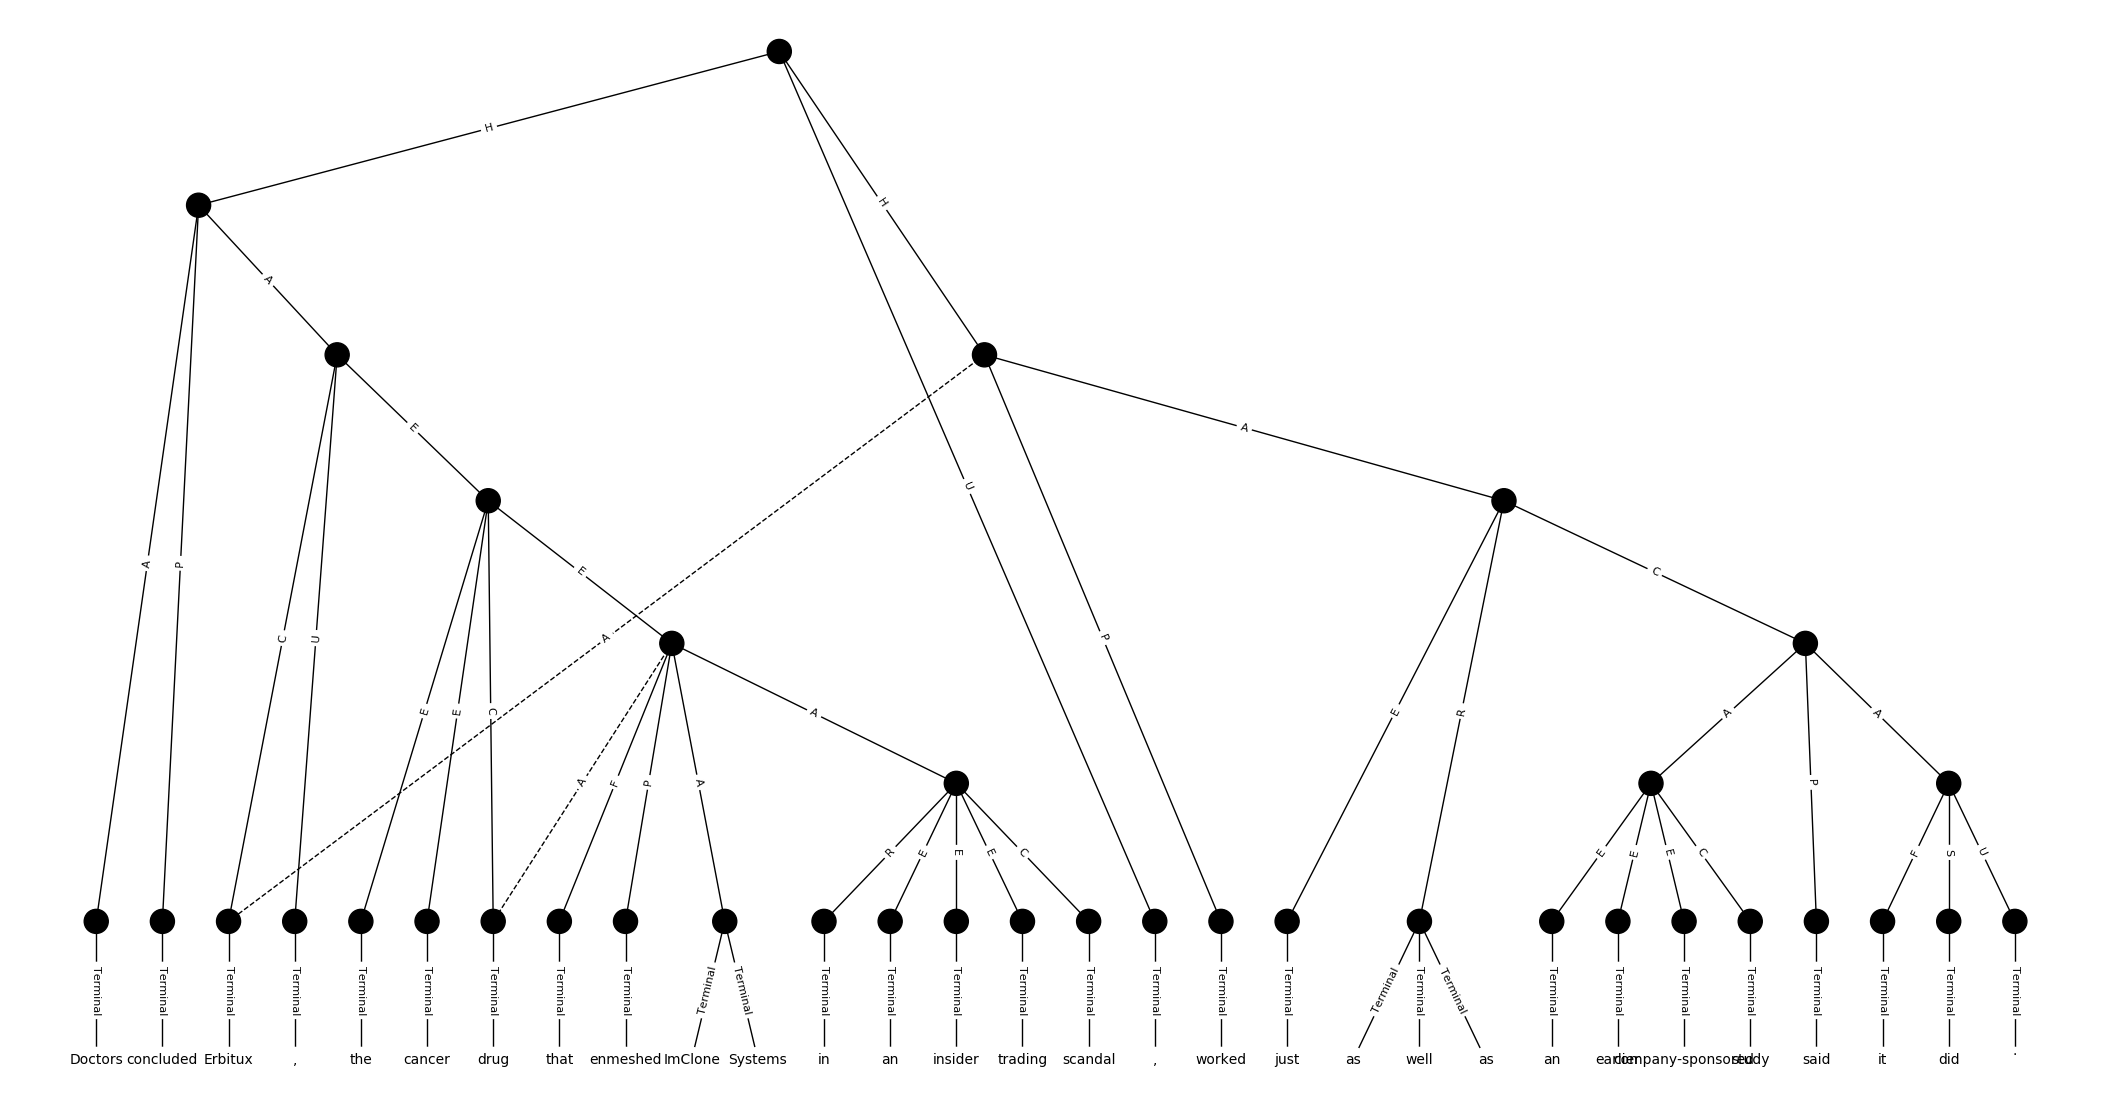 H
H
A
E
A
U
A
P
E
C
A
C
U
A
P
E
E
C
A
F
P
A
E
R
A
P
A
R
E
E
E
C
E
E
E
C
F
S
U
Terminal Terminal Terminal Terminal Terminal Terminal Terminal Terminal Terminal Terminal Terminal Terminal Terminal Terminal Terminal Terminal Terminal Terminal Terminal Terminal Terminal Terminal Terminal Terminal Terminal Terminal Terminal Terminal Terminal Terminal
Doctors concluded Erbitux , the cancer drug that enmeshed ImClone Systems in an insider trading scandal , worked just as well as an earlier company-sponsored study said it did .